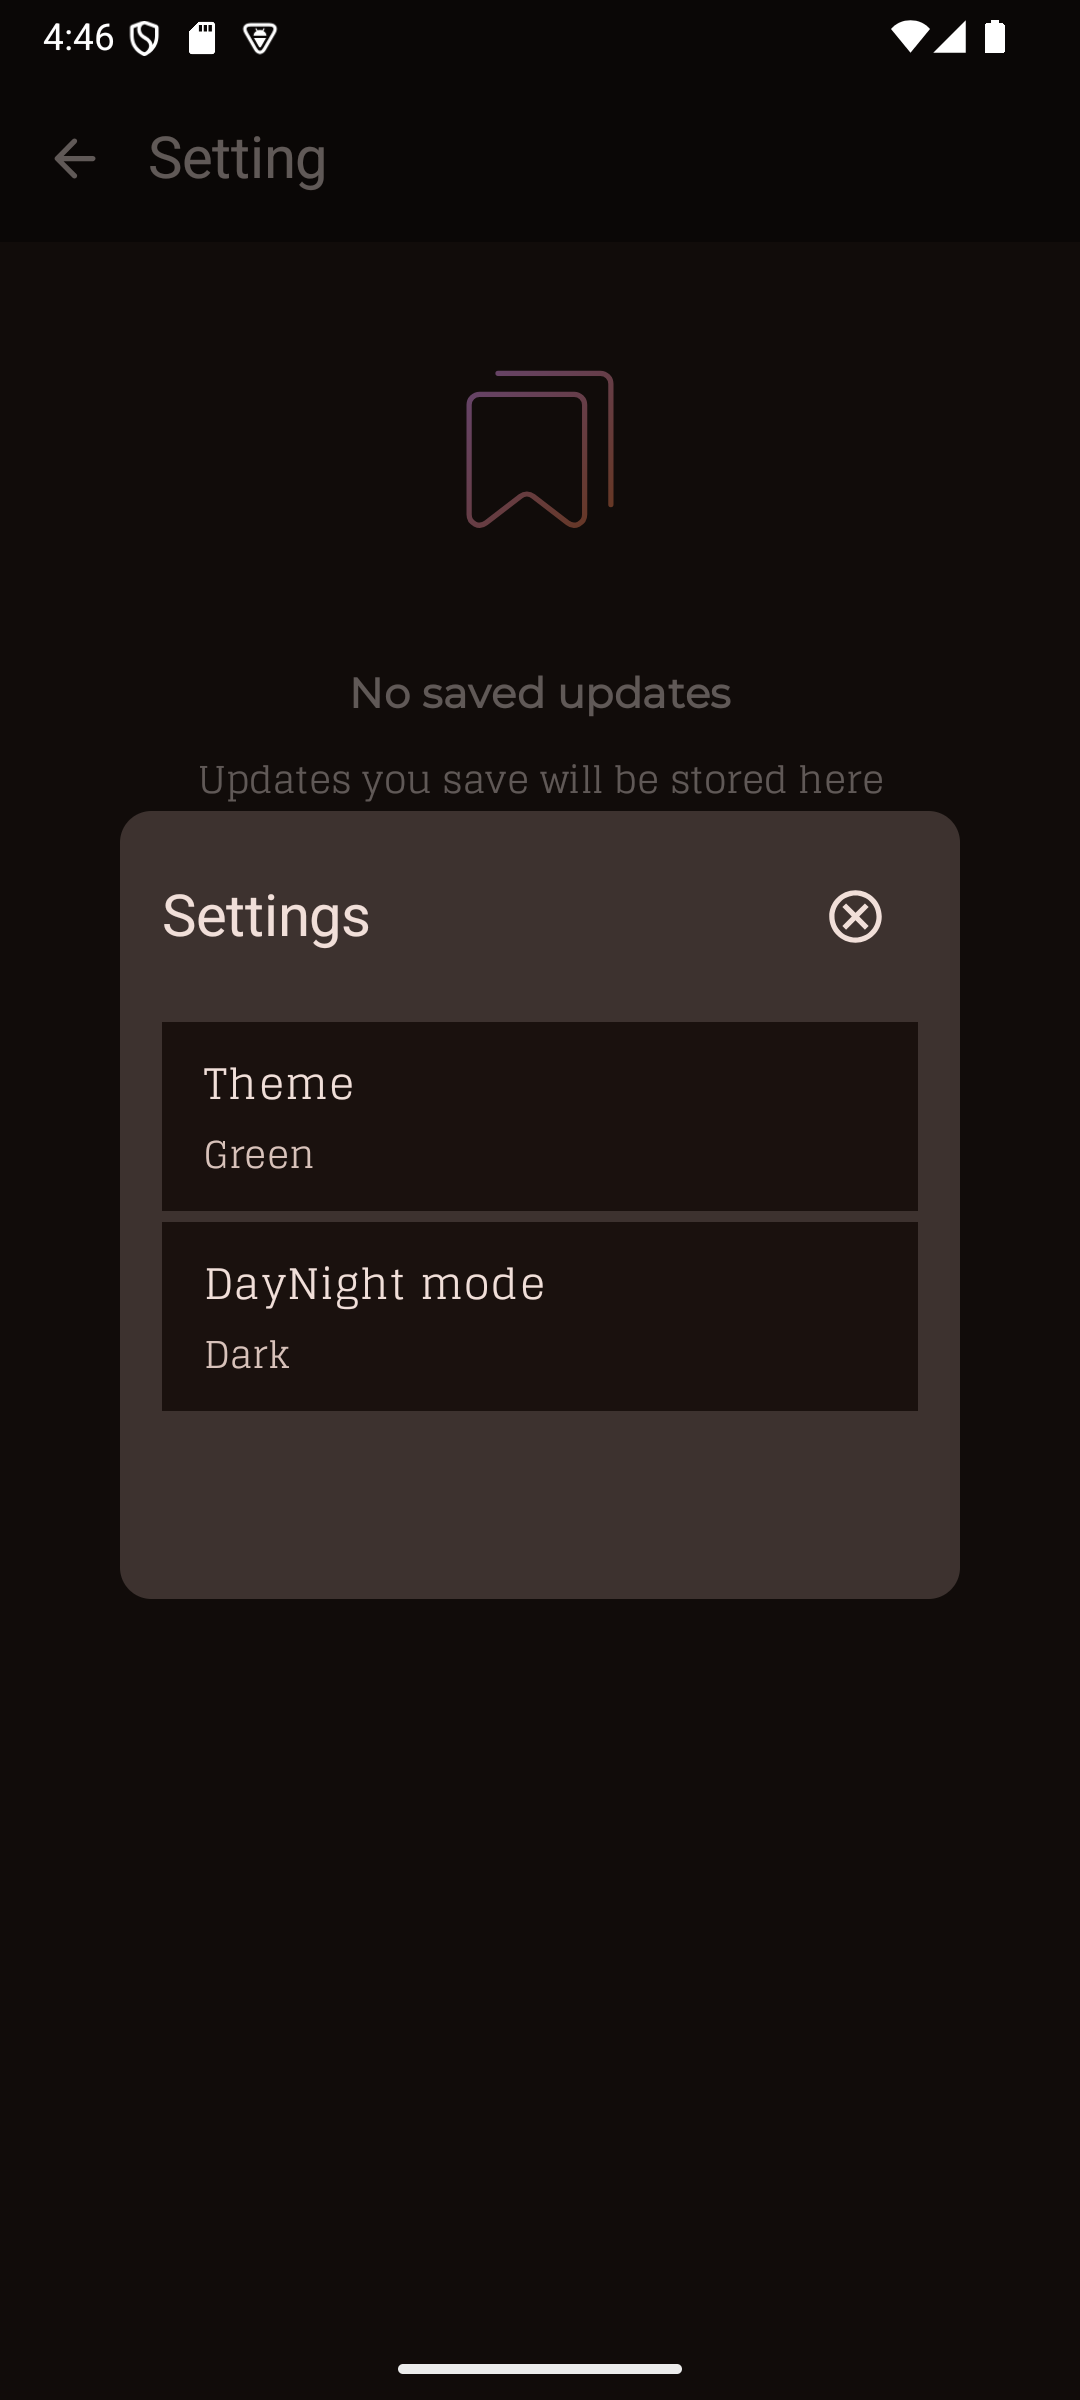 4:46
Setting
No saved updates
Updates you save will be stored here
Settings
Theme
Green
DayNight mode
Dark